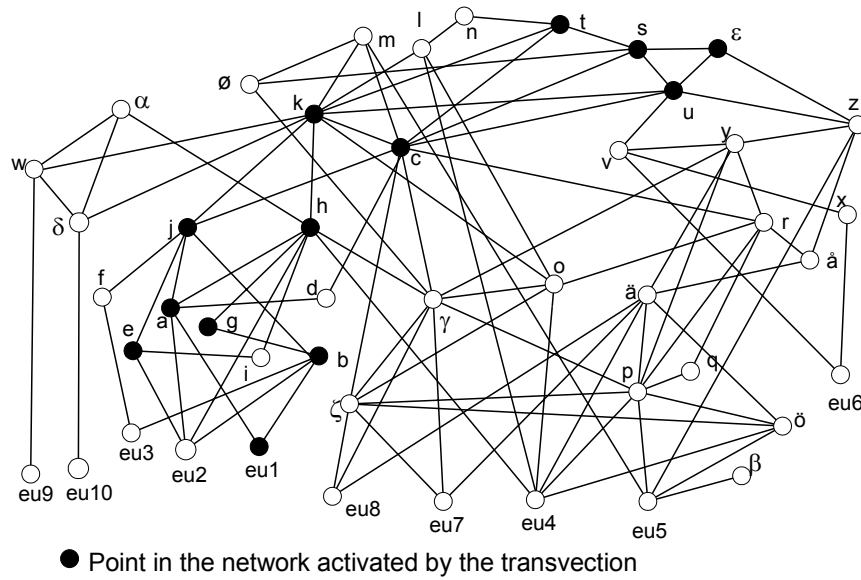 l
n
t
m
s
ε
ø
k
u
z
α
c
v
y
w
x
δ
j
h
r
å
f
d
o
ä
a
g
γ
e
i
b
p
q
eu6
ζ
ö
eu3
eu2
eu1
β
eu9
eu10
eu8
eu7
eu4
eu5
Point in the network activated by the transvection